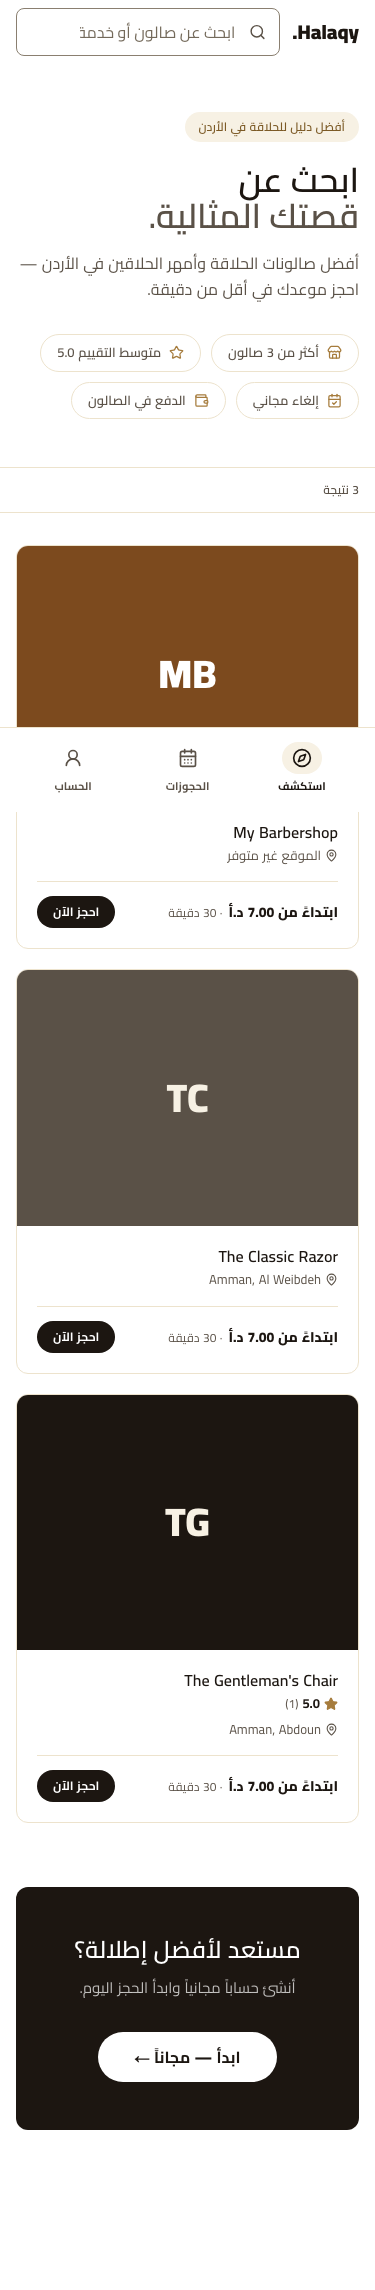 Halaqy.
ابحث عن صالون أو خدمة
أفضل دليل للحلاقة في الأردن
ابحث عن
قصتك المثالية.
أفضل صالونات الحلاقة وأمهر الحلاقين في الأردن —
احجز موعدك في أقل من دقيقة.
أكثر من 3 صالون
متوسط التقييم 5.0
إلغاء مجاني
الدفع في الصالون
3 نتيجة
MB
استكشف
الحجوزات
الحساب
My Barbershop
الموقع غير متوفر
ابتداءً من 7.00 د.أ · 30 دقيقة
احجز الآن
TC
The Classic Razor
Amman, Al Weibdeh
ابتداءً من 7.00 د.أ · 30 دقيقة
احجز الآن
TG
The Gentleman's Chair
5.0 (1)
Amman, Abdoun
ابتداءً من 7.00 د.أ · 30 دقيقة
احجز الآن
مستعد لأفضل إطلالة؟
أنشئ حساباً مجانياً وابدأ الحجز اليوم.
ابدأ — مجاناً ←